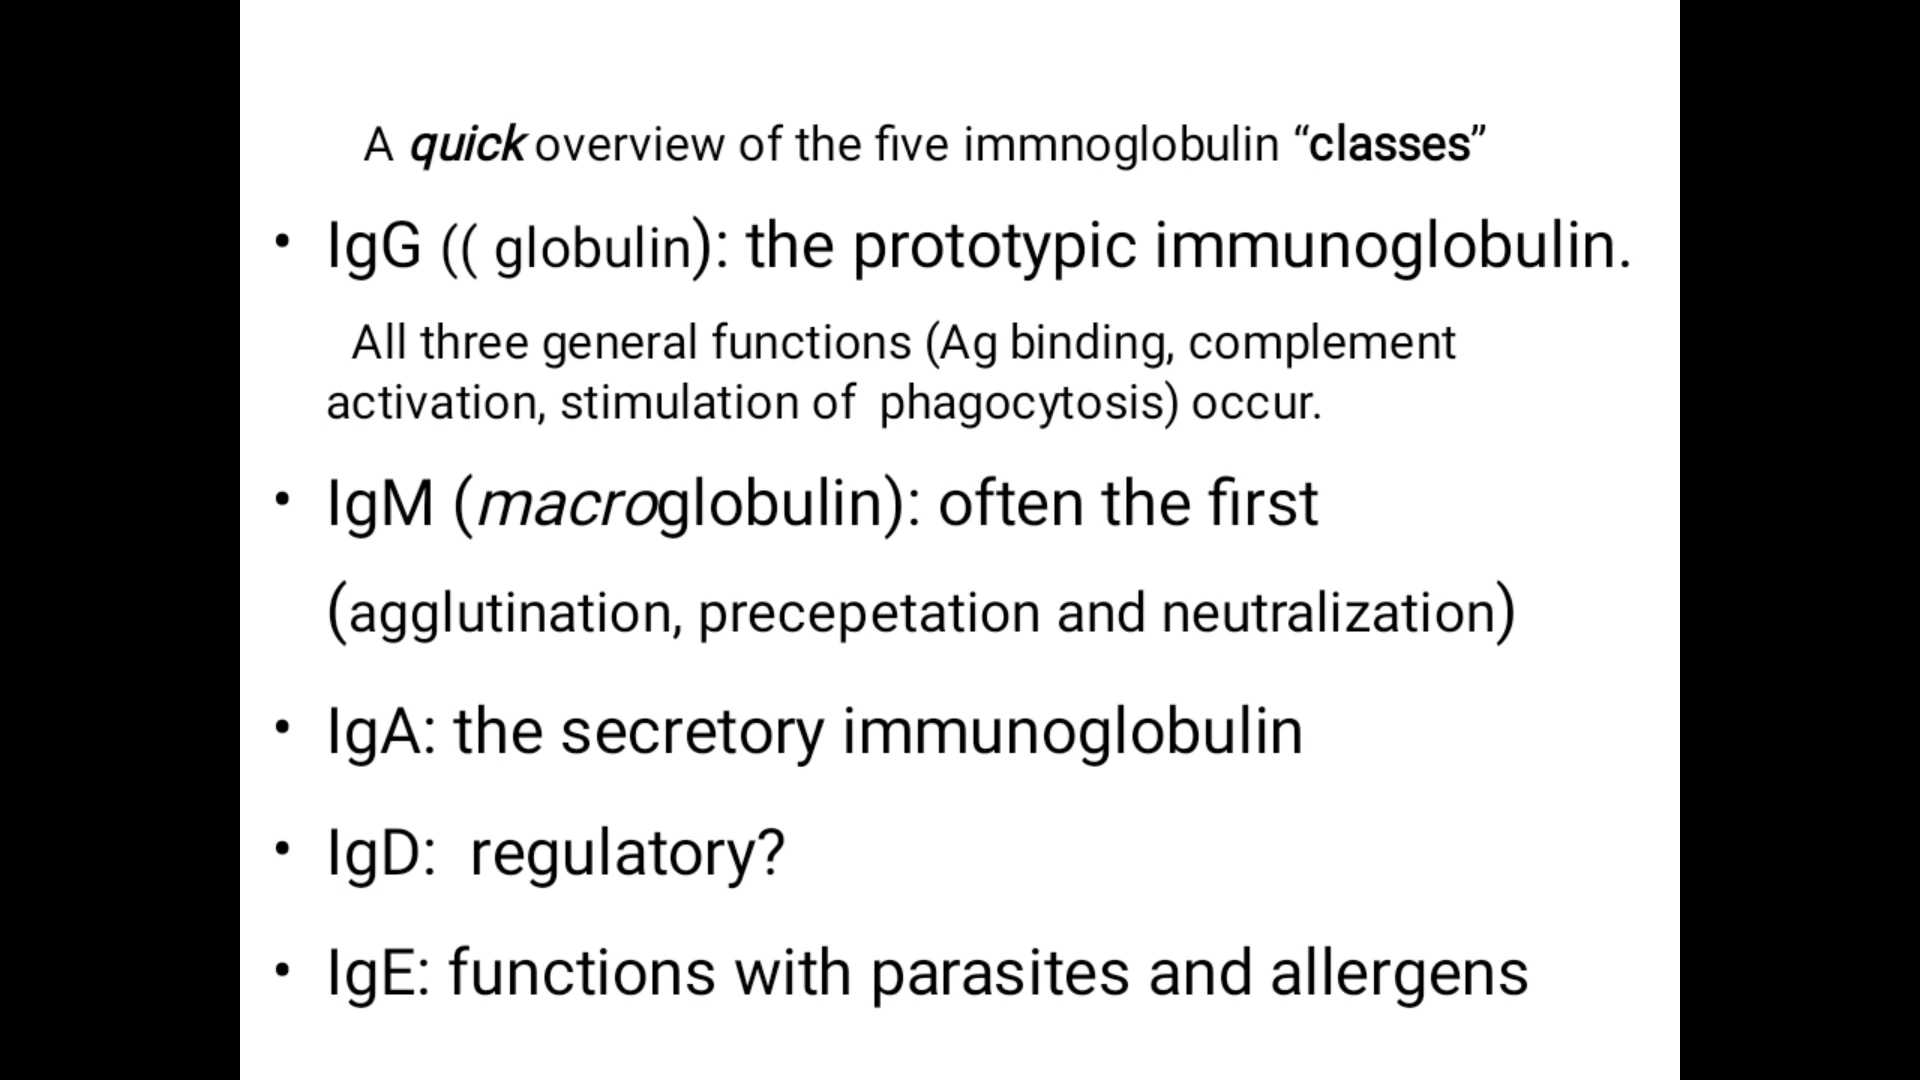 A quick overview of the five immnoglobulin “classes”
• IgG (( globulin): the prototypic immunoglobulin.
All three general functions (Ag binding, complement
activation, stimulation of phagocytosis) occur.
• IgM (macroglobulin): often the first
(agglutination, precepetation and neutralization)
• IgA: the secretory immunoglobulin
• IgD: regulatory?
• IgE: functions with parasites and allergens